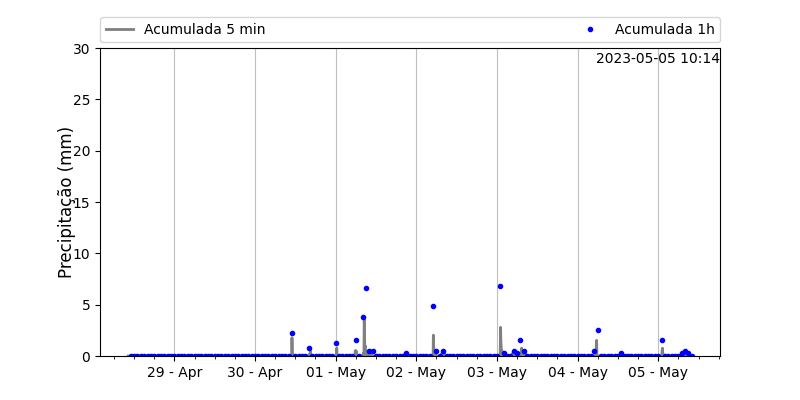 Acumulada 5 min
Acumulada 1h
2023-05-05 10:14
Precipitação (mm)
30
25
20
15
10
5
0
29 - Apr
30 - Apr
01 - May
02 - May
03 - May
04 - May
05 - May